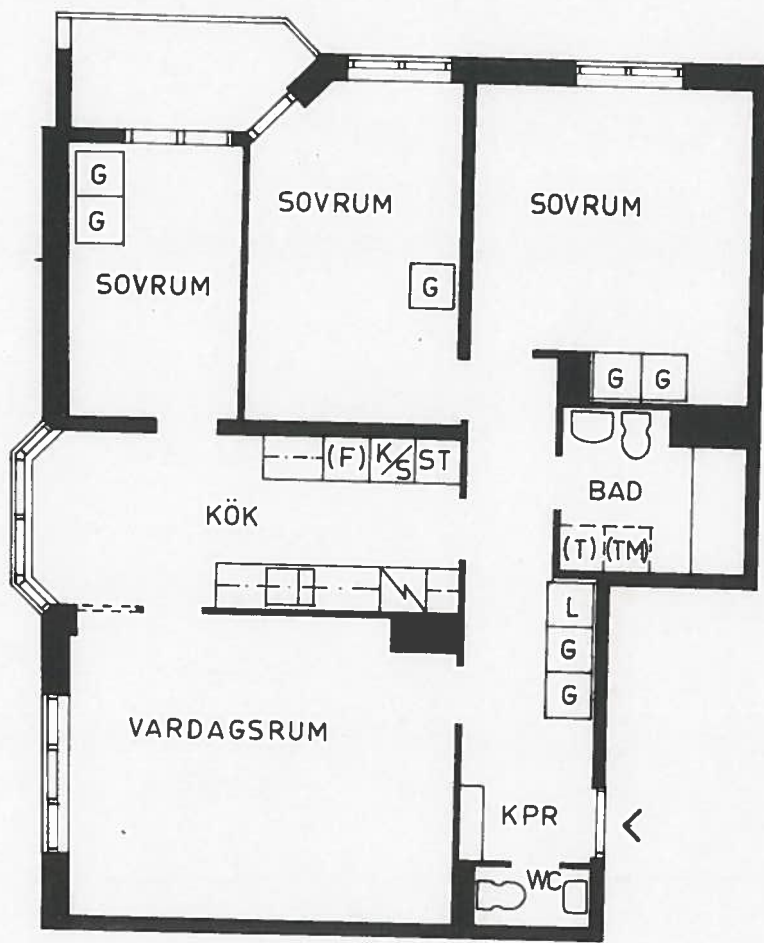 G
G
SOVRUM
SOVRUM
G
SOVRUM
G G
(F) K/S ST
KÖK
BAD
(T) (TM)
L
G
G
VARDAGSRUM
KPR
WC